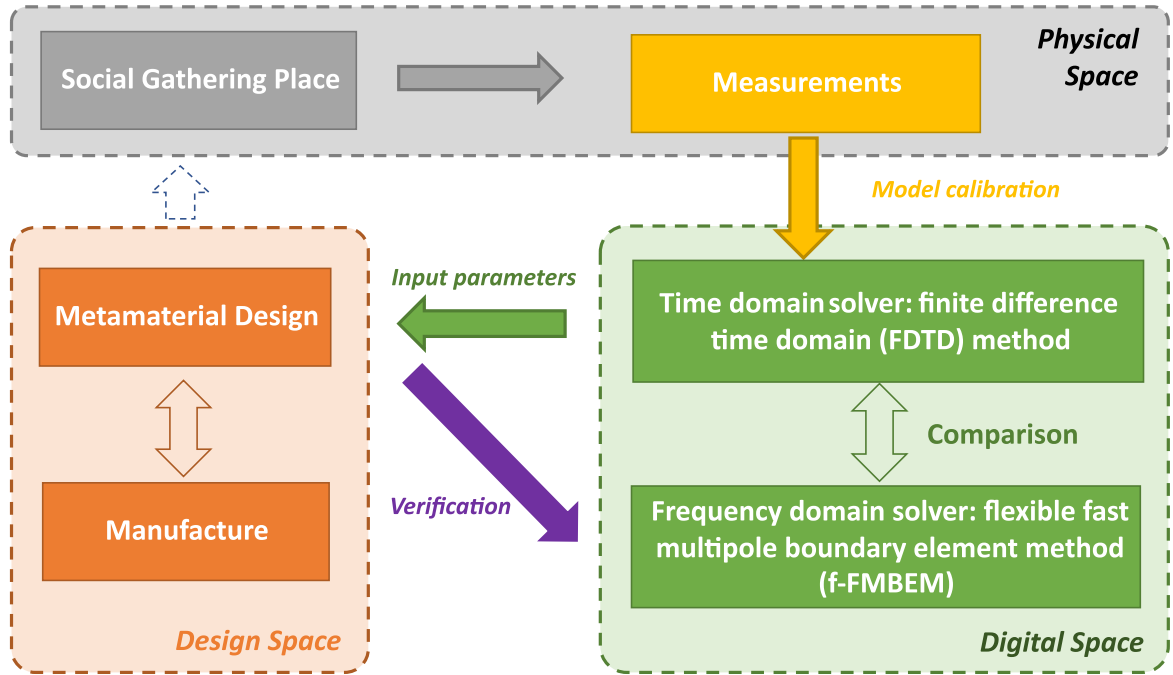 Social Gathering Place
Measurements
Physical
Space
Model calibration
Metamaterial Design
Manufacture
Design Space
Input parameters
Verification
Time domain solver: finite difference
time domain (FDTD) method
Comparison
Frequency domain solver: flexible fast
multipole boundary element method
(f-FMBEM)
Digital Space